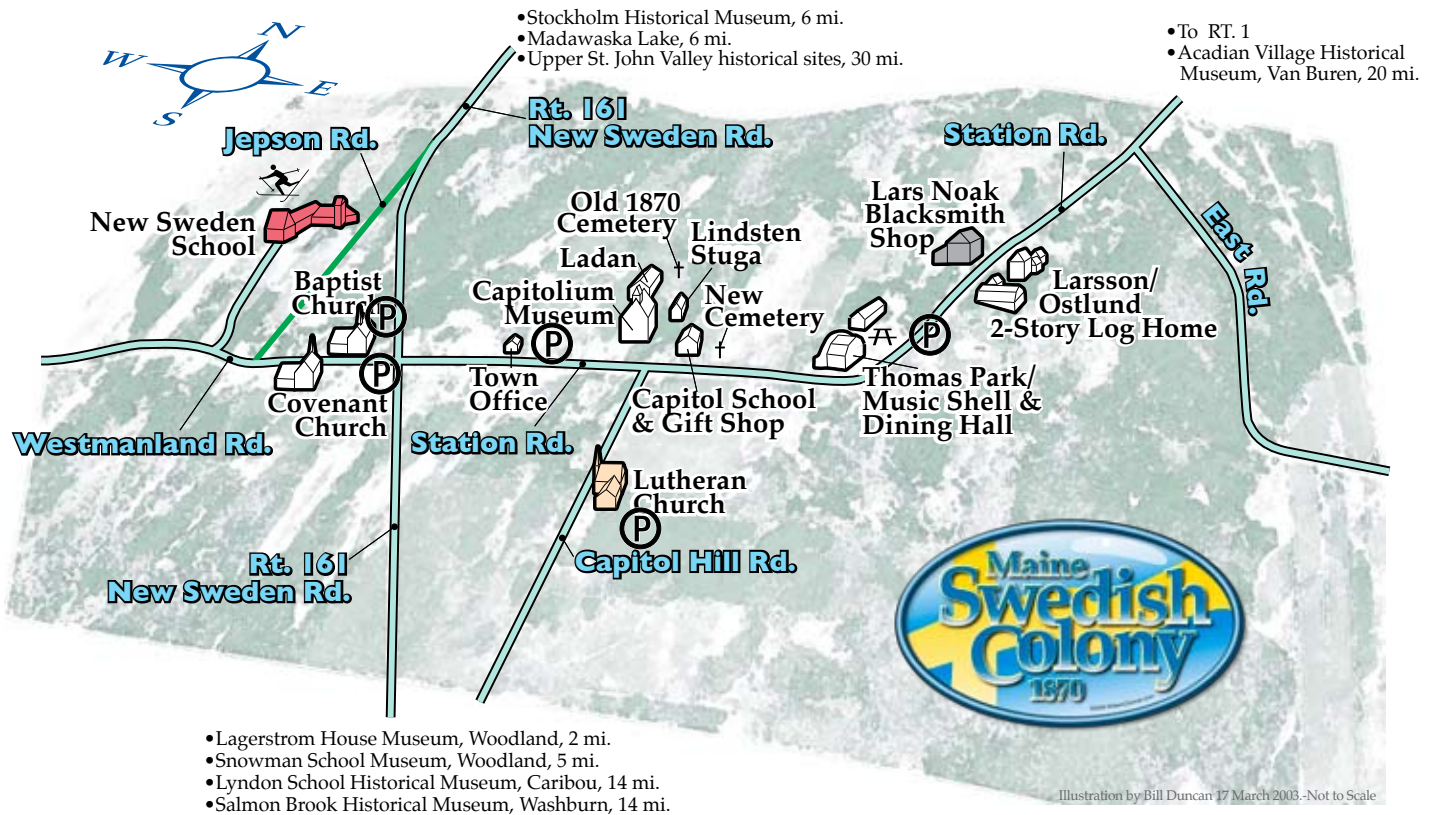 •Stockholm Historical Museum, 6 mi.
•Madawaska Lake, 6 mi.
•Upper St. John Valley historical sites, 30 mi.
•To RT. 1
•Acadian Village Historical
Museum, Van Buren, 20 mi.
N
W
E
S
Rt. 161
New Sweden Rd.
Jepson Rd.
Station Rd.
New Sweden
School
Old 1870
Cemetery
Lindsten
Stuga
Ladan
Lars Noak
Blacksmith
Shop
East Rd.
Baptist
Church
P
Capitolium
Museum
New
Cemetery
Larsson/
Ostlund
2-Story Log Home
P
P
P
Covenant
Church
Town
Office
Capitol School
& Gift Shop
Thomas Park/
Music Shell &
Dining Hall
Westmanland Rd.
Station Rd.
Lutheran
Church
P
Rt. 161
New Sweden Rd.
Capitol Hill Rd.
Maine
Swedish
Colony
1870
•Lagerstrom House Museum, Woodland, 2 mi.
•Snowman School Museum, Woodland, 5 mi.
•Lyndon School Historical Museum, Caribou, 14 mi.
•Salmon Brook Historical Museum, Washburn, 14 mi.
Illustration by Bill Duncan 17 March 2003.-Not to Scale